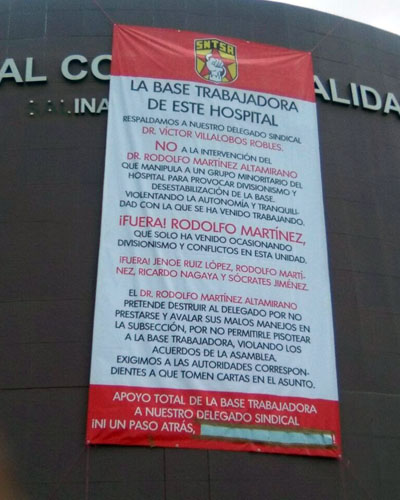 AL CO ALIDA
INA
SNTSA
LA BASE TRABAJADORA
DE ESTE HOSPITAL
RESPALDAMOS A NUESTRO DELEGADO SINDICAL
DR. VÍCTOR VILLALOBOS ROBLES.
NO A LA INTERVENCIÓN DEL
DR. RODOLFO MARTÍNEZ ALTAMIRANO
QUE MANIPULA A UN GRUPO MINORITARIO DEL
HOSPITAL PARA PROVOCAR DIVISIONISMO Y
DESESTABILIZACIÓN DE LA BASE.
VIOLENTANDO LA AUTONOMÍA Y TRANQUILI-
DAD CON LA QUE SE HA VENIDO TRABAJANDO.
¡FUERA! RODOLFO MARTÍNEZ,
QUE SOLO HA VENIDO OCASIONANDO
DIVISIONISMO Y CONFLICTOS EN ESTA UNIDAD.
¡FUERA! JENOE RUIZ LÓPEZ, RODOLFO MARTÍ-
NEZ, RICARDO NAGAYA Y SÓCRATES JIMÉNEZ.
EL DR. RODOLFO MARTÍNEZ ALTAMIRANO
PRETENDE DESTRUIR AL DELEGADO POR NO
PRESTARSE Y AVALAR SUS MALOS MANEJOS EN
LA SUBSECCIÓN, POR NO PERMITIRLE PISOTEAR
A LA BASE TRABAJADORA, VIOLANDO LOS
ACUERDOS DE LA ASAMBLEA.
EXIGIMOS A LAS AUTORIDADES CORRESPON-
DIENTES A QUE TOMEN CARTAS EN EL ASUNTO.
APOYO TOTAL DE LA BASE TRABAJADORA
A NUESTRO DELEGADO SINDICAL
¡NI UN PASO ATRÁS,